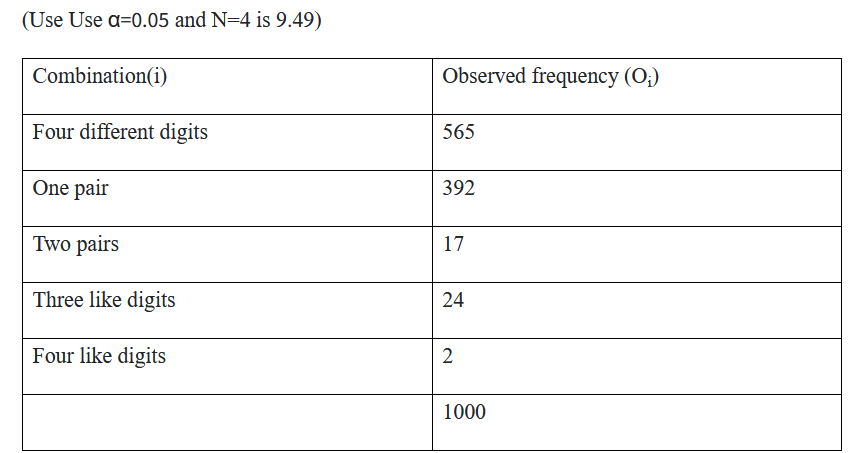 (Use Use α=0.05 and N=4 is 9.49)
Combination(i) Observed frequency (Oᵢ)
Four different digits 565
One pair 392
Two pairs 17
Three like digits 24
Four like digits 2
1000